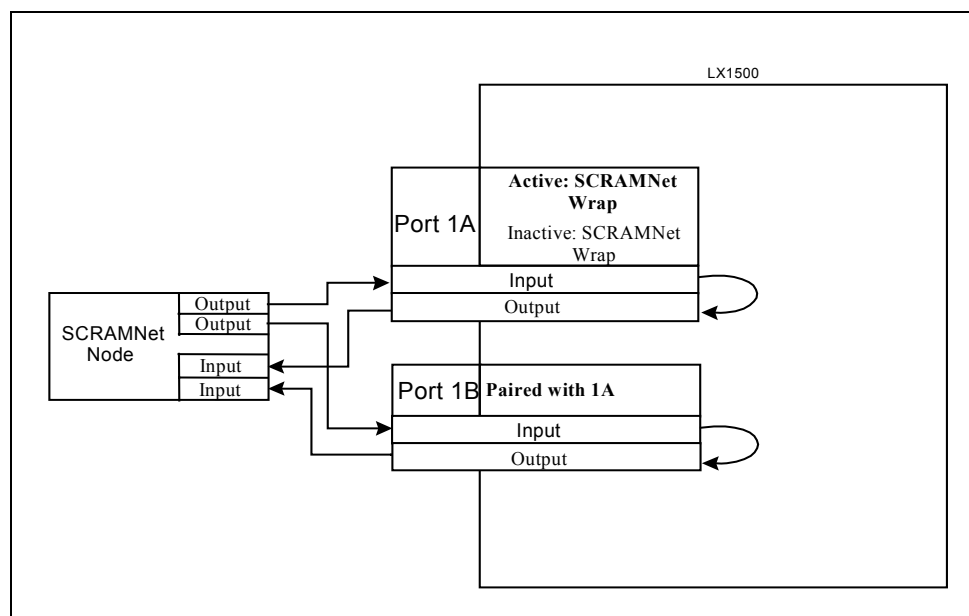 LX1500
Port 1A
Active: SCRAMNet
Wrap
Inactive: SCRAMNet
Wrap
Input
Output
SCRAMNet
Node
Output
Output
Input
Input
Port 1B
Paired with 1A
Input
Output